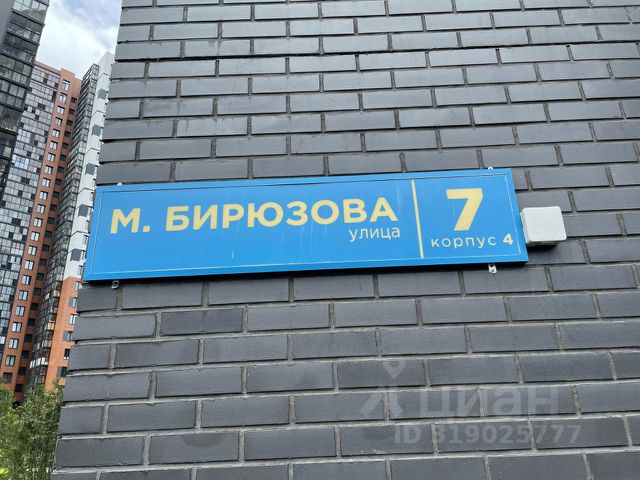 М. БИРЮЗОВА
улица
7
корпус 4
Циан
ID 319025777